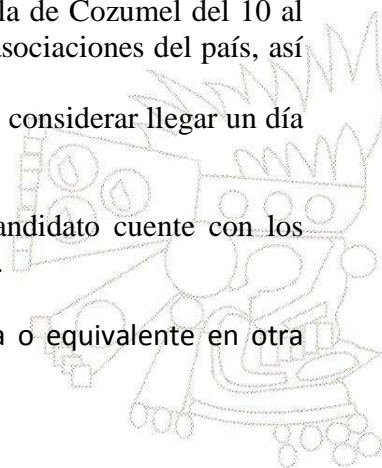 la de Cozumel del 10 al
asociaciones del país, así
considerar llegar un día
andidato cuente con los
.
a o equivalente en otra